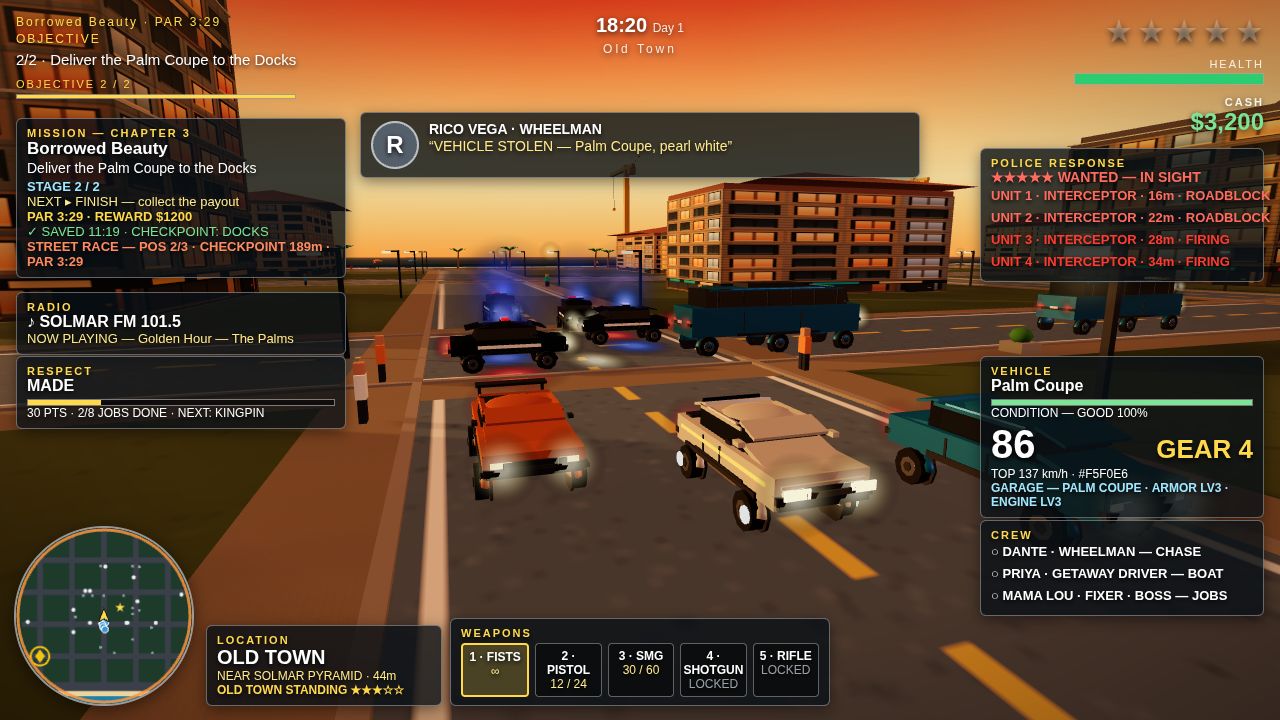 Borrowed Beauty · PAR 3:29
OBJECTIVE
2/2 · Deliver the Palm Coupe to the Docks
OBJECTIVE 2 / 2
18:20 Day 1
Old Town
HEALTH
CASH
$3,200
MISSION — CHAPTER 3
Borrowed Beauty
Deliver the Palm Coupe to the Docks
STAGE 2 / 2
NEXT ▸ FINISH — collect the payout
PAR 3:29 · REWARD $1200
✓ SAVED 11:19 · CHECKPOINT: DOCKS
STREET RACE — POS 2/3 · CHECKPOINT 189m ·
PAR 3:29
R
RICO VEGA · WHEELMAN
“VEHICLE STOLEN — Palm Coupe, pearl white”
POLICE RESPONSE
★★★★★ WANTED — IN SIGHT
UNIT 1 · INTERCEPTOR · 16m · ROADBLOCK
UNIT 2 · INTERCEPTOR · 22m · ROADBLOCK
UNIT 3 · INTERCEPTOR · 28m · FIRING
UNIT 4 · INTERCEPTOR · 34m · FIRING
RADIO
♪ SOLMAR FM 101.5
NOW PLAYING — Golden Hour — The Palms
RESPECT
MADE
30 PTS · 2/8 JOBS DONE · NEXT: KINGPIN
VEHICLE
Palm Coupe
CONDITION — GOOD 100%
86 GEAR 4
TOP 137 km/h · #F5F0E6
GARAGE — PALM COUPE · ARMOR LV3 ·
ENGINE LV3
CREW
○ DANTE · WHEELMAN — CHASE
○ PRIYA · GETAWAY DRIVER — BOAT
○ MAMA LOU · FIXER · BOSS — JOBS
LOCATION
OLD TOWN
NEAR SOLMAR PYRAMID · 44m
OLD TOWN STANDING ★★★☆☆
WEAPONS
1 · FISTS
∞
2 ·
PISTOL
12 / 24
3 · SMG
30 / 60
4 ·
SHOTGUN
LOCKED
5 · RIFLE
LOCKED